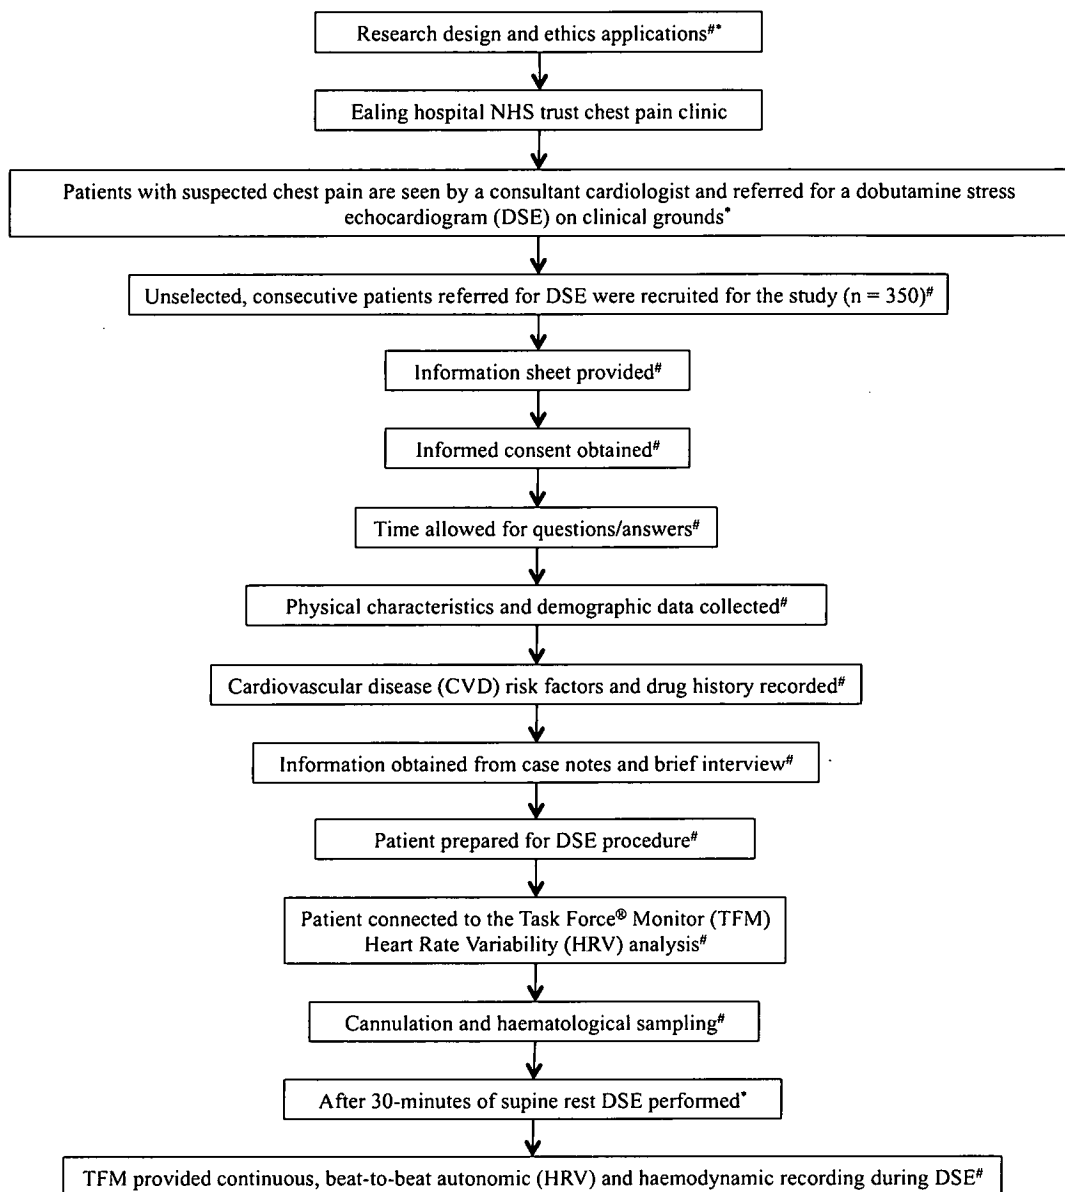 Research design and ethics applications#*
Ealing hospital NHS trust chest pain clinic
Patients with suspected chest pain are seen by a consultant cardiologist and referred for a dobutamine stress
echocardiogram (DSE) on clinical grounds*
Unselected, consecutive patients referred for DSE were recruited for the study (n = 350)#
Information sheet provided#
Informed consent obtained#
Time allowed for questions/answers#
Physical characteristics and demographic data collected#
Cardiovascular disease (CVD) risk factors and drug history recorded#
Information obtained from case notes and brief interview#
Patient prepared for DSE procedure#
Patient connected to the Task Force® Monitor (TFM)
Heart Rate Variability (HRV) analysis#
Cannulation and haematological sampling#
After 30-minutes of supine rest DSE performed*
TFM provided continuous, beat-to-beat autonomic (HRV) and haemodynamic recording during DSE#